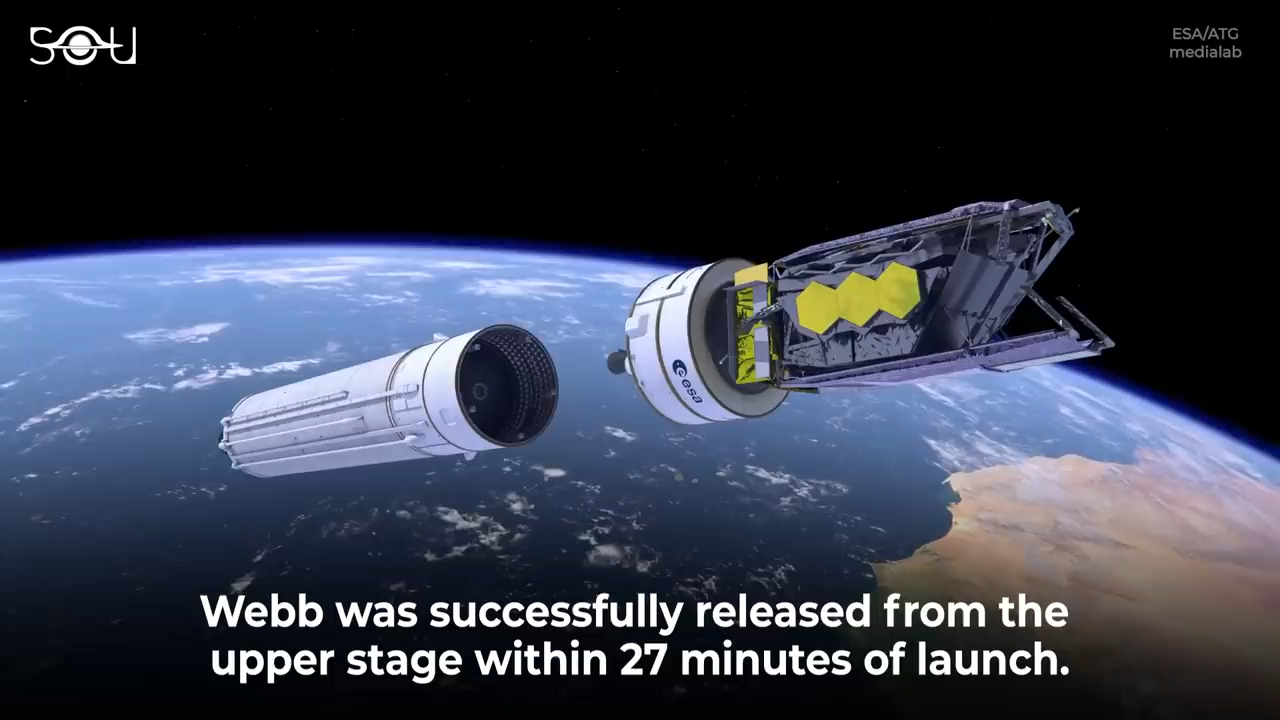 SOU
ESA/ATG
medialab
esa
Webb was successfully released from the
upper stage within 27 minutes of launch.